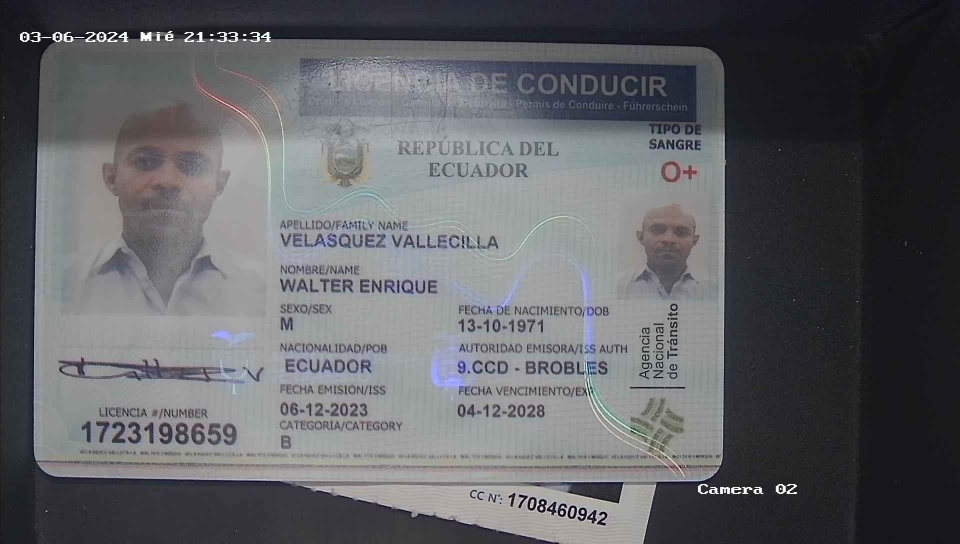 03-06-2024 Mié 21:33:34
LICENCIA DE CONDUCIR
Permis de Conduire - Führerschein
REPÚBLICA DEL
ECUADOR
TIPO DE
SANGRE
O+
APELLIDO/FAMILY NAME
VELASQUEZ VALLECILLA
NOMBRE/NAME
WALTER ENRIQUE
SEXO/SEX
M
FECHA DE NACIMIENTO/DOB
13-10-1971
NACIONALIDAD/POB
ECUADOR
AUTORIDAD EMISORA/ISS AUTH
9.CCD - BROBLES
FECHA EMISION/ISS
06-12-2023
FECHA VENCIMIENTO/EXP
04-12-2028
CATEGORIA/CATEGORY
B
LICENCIA #/NUMBER
1723198659
Agencia
Nacional
de Tránsito
CC N°: 1708460942
Camera 02